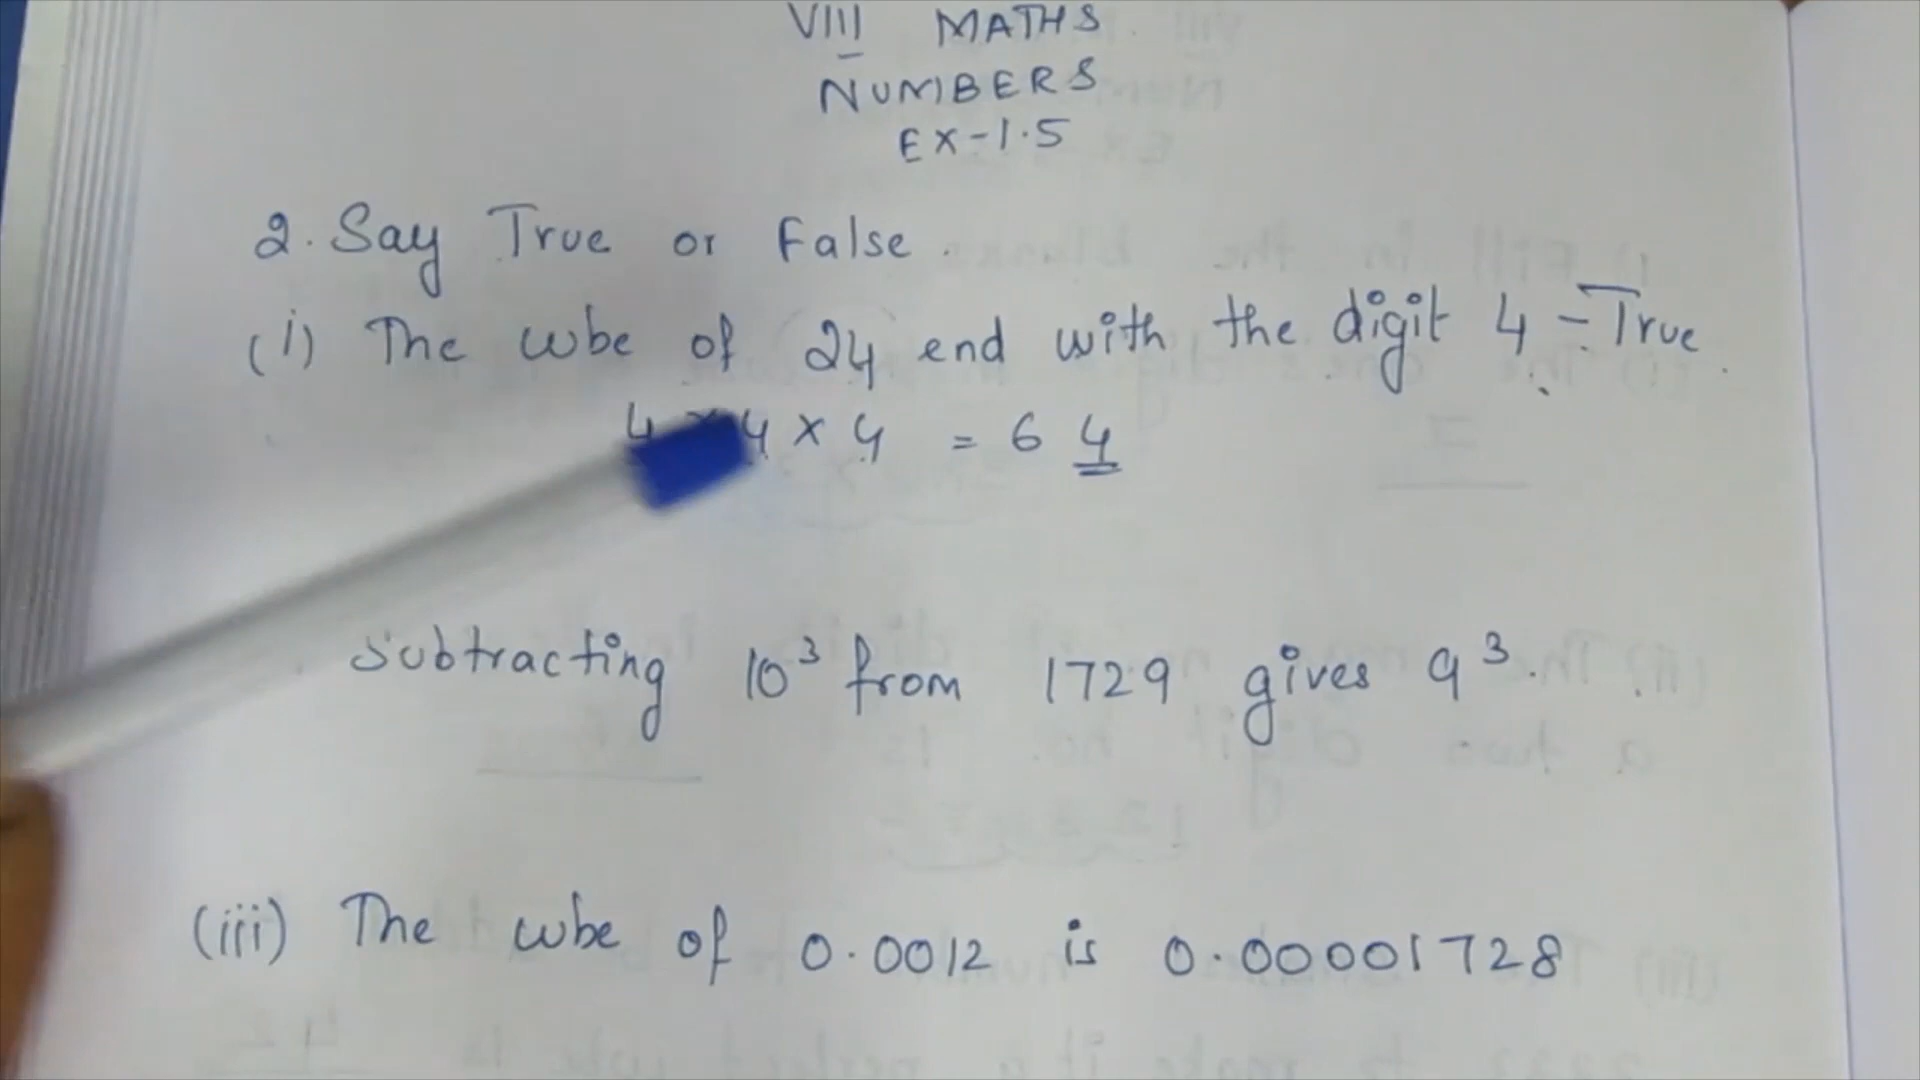 VIII MATHS
NUMBERS
EX-1.5
2. Say True or False.
(i) The cube of 24 end with the digit 4 - True.
4 × 4 × 4 = 64
Subtracting 10³ from 1729 gives 9³.
(iii) The cube of 0.0012 is 0.00001728